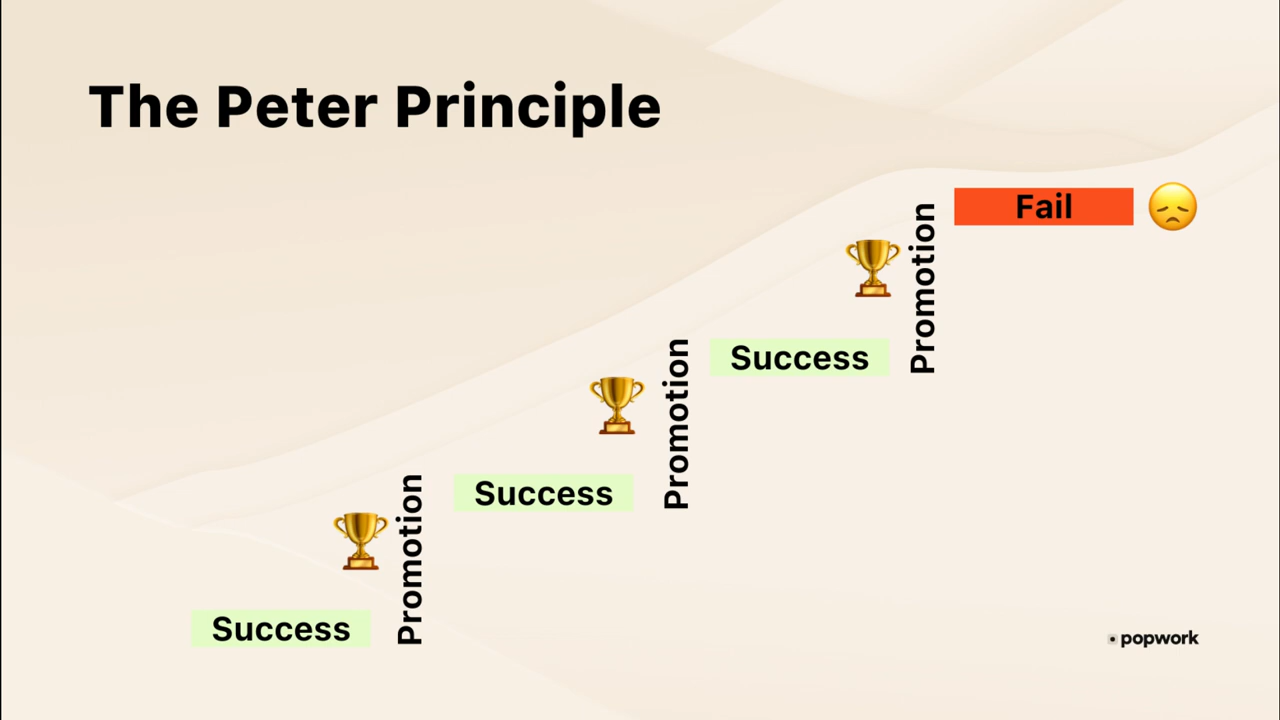 The Peter Principle
Fail
Promotion
Success
Promotion
Success
Promotion
Success
popwork